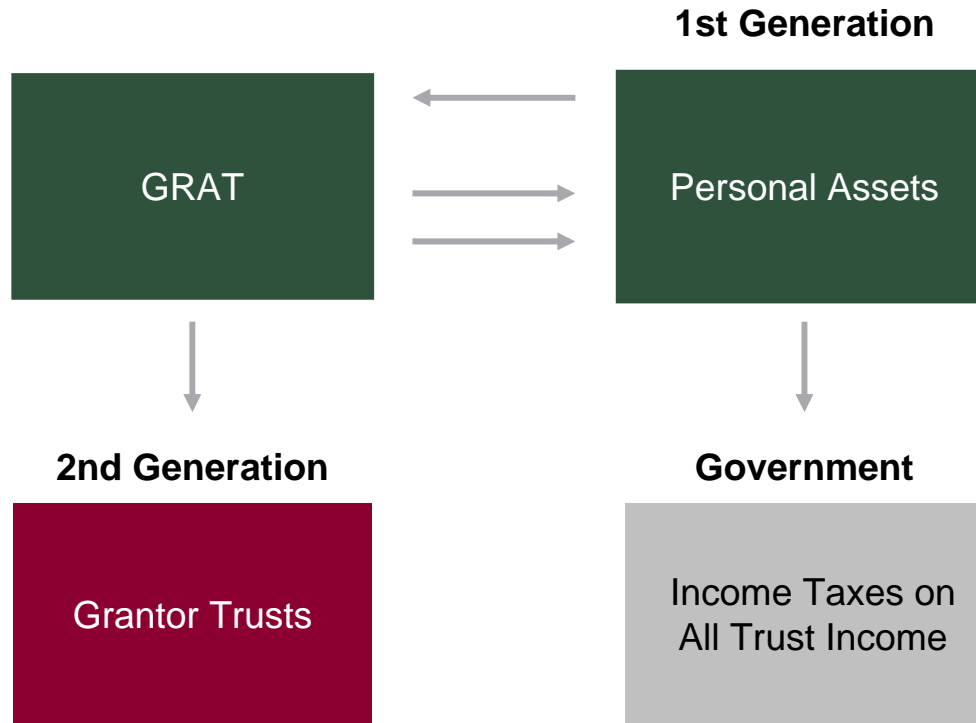 1st Generation
GRAT
Personal Assets
2nd Generation
Government
Grantor Trusts
Income Taxes on
All Trust Income